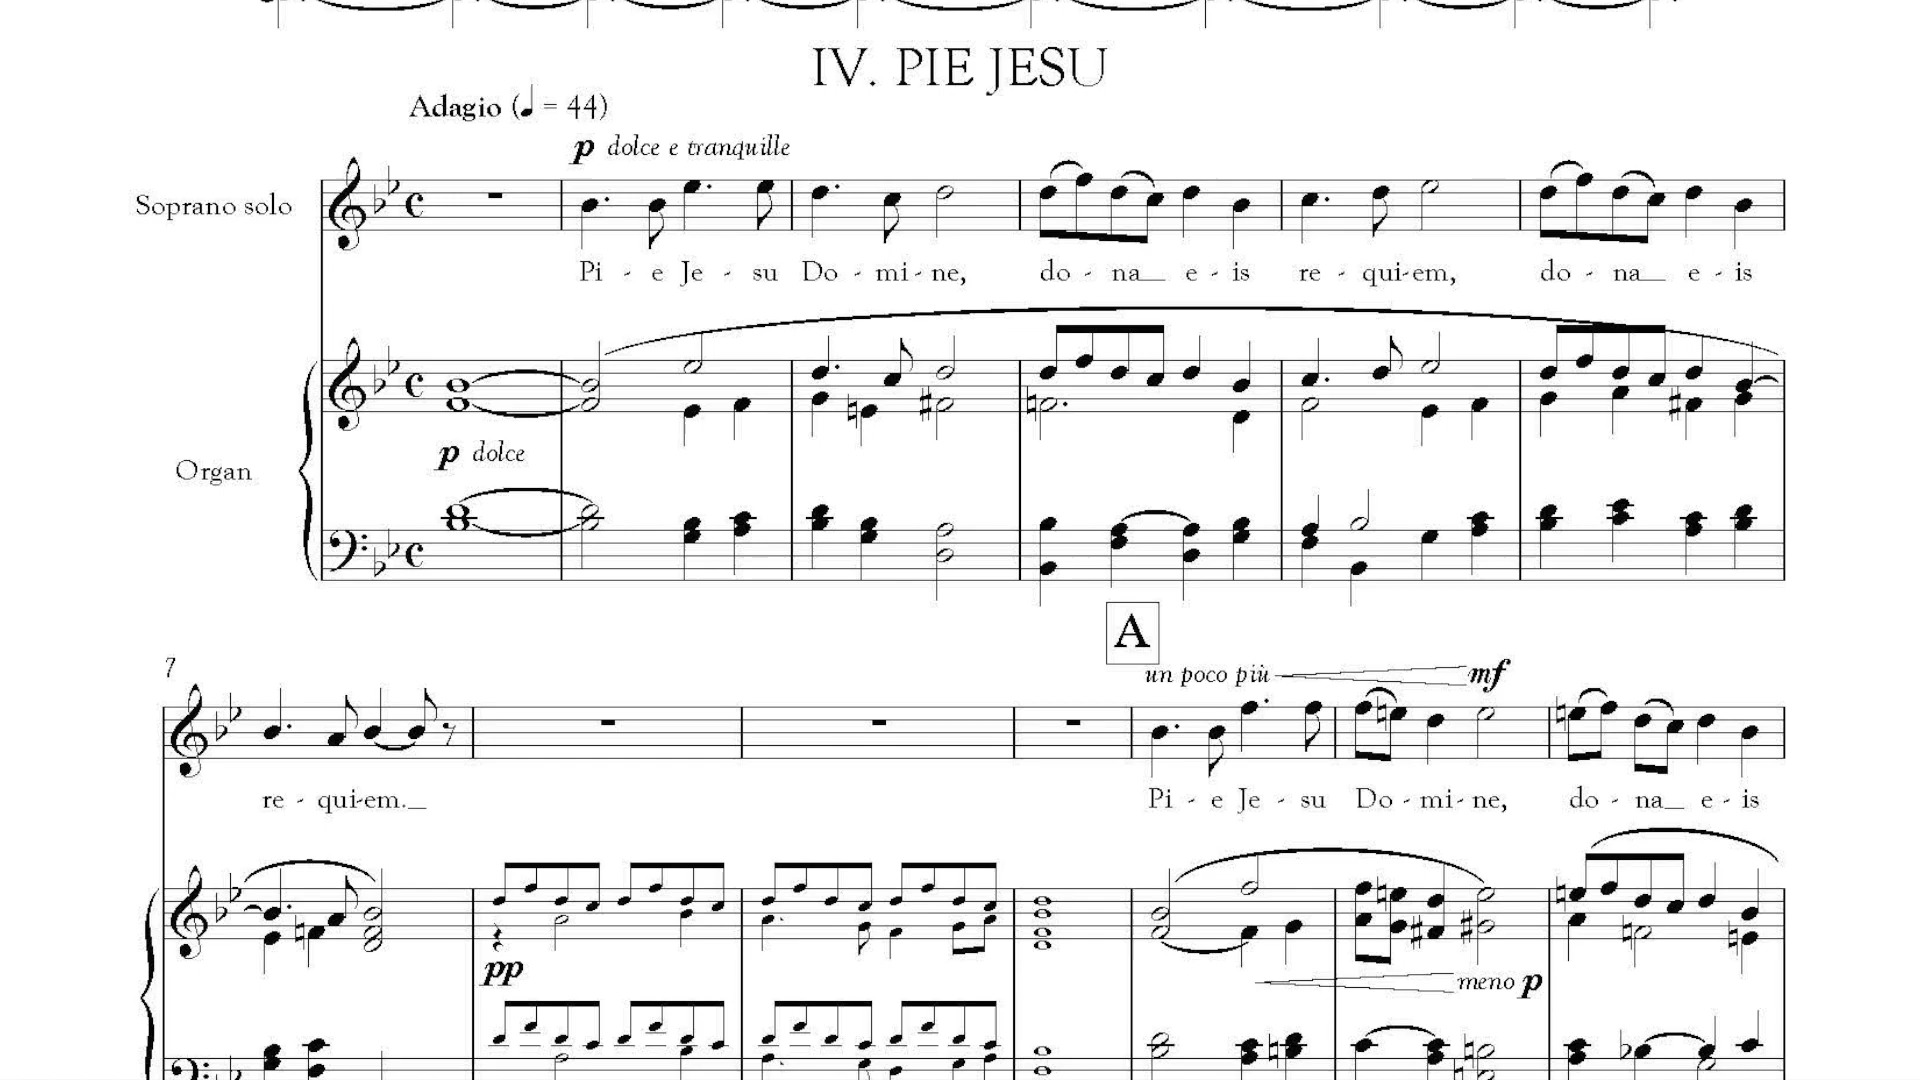 IV. PIE JESU
Adagio (♩ = 44)
p dolce e tranquille
Soprano solo
Pi - e Je - su Do - mi - ne, do - na e - is re - qui-em, do - na e - is
p dolce
Organ
A
7
un poco più mf
re - qui-em. Pi - e Je - su Do - mi - ne, do - na e - is
pp
meno p